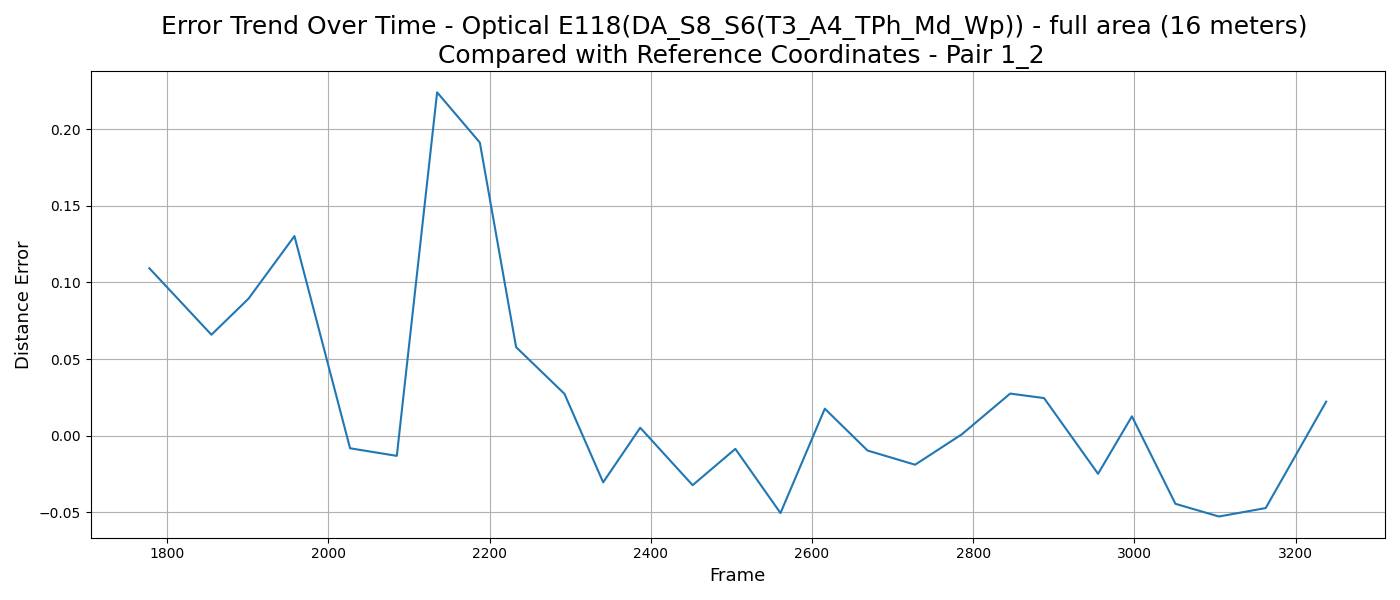 Error Trend Over Time - Optical E118(DA_S8_S6(T3_A4_TPh_Md_Wp)) - full area (16 meters)
Compared with Reference Coordinates - Pair 1_2
0.20
0.15
0.10
0.05
0.00
−0.05
Distance Error
1800 2000 2200 2400 2600 2800 3000 3200
Frame